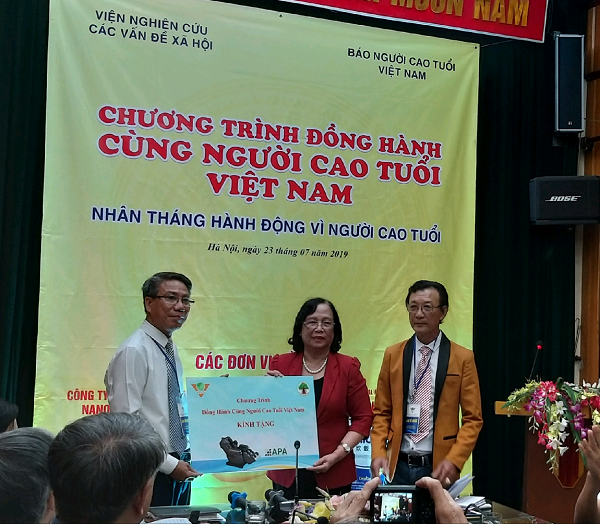 MUÔN NĂM
VIỆN NGHIÊN CỨU
CÁC VẤN ĐỀ XÃ HỘI
BÁO NGƯỜI CAO TUỔI
VIỆT NAM
CHƯƠNG TRÌNH ĐỒNG HÀNH
CÙNG NGƯỜI CAO TUỔI
VIỆT NAM
NHÂN THÁNG HÀNH ĐỘNG VÌ NGƯỜI CAO TUỔI
Hà Nội, ngày 23 tháng 07 năm 2019
BOSE
CÁC ĐƠN
CÔNG TY
NANO
Chương Trình
Đồng Hành Cùng Người Cao Tuổi Việt Nam
KÍNH TẶNG
APA